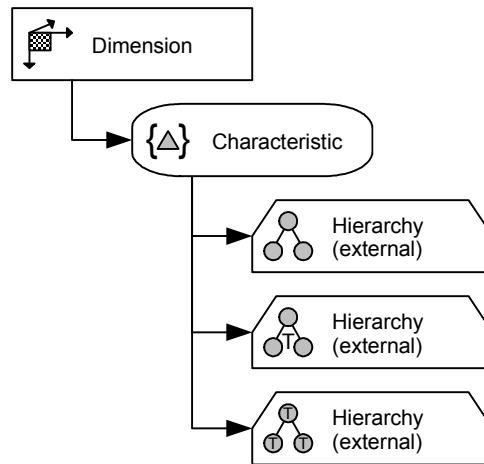 Dimension
Characteristic
Hierarchy
(external)
Hierarchy
(external)
T
Hierarchy
(external)
T
T T